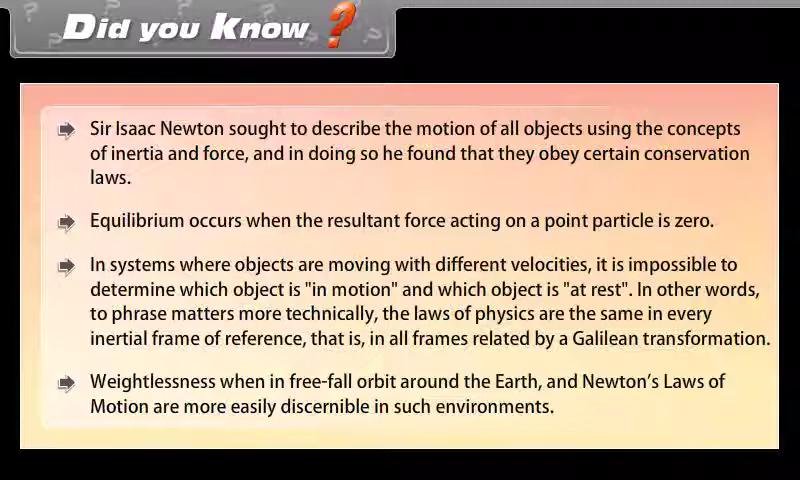 Did you Know ?
Sir Isaac Newton sought to describe the motion of all objects using the concepts
of inertia and force, and in doing so he found that they obey certain conservation
laws.
Equilibrium occurs when the resultant force acting on a point particle is zero.
In systems where objects are moving with different velocities, it is impossible to
determine which object is "in motion" and which object is "at rest". In other words,
to phrase matters more technically, the laws of physics are the same in every
inertial frame of reference, that is, in all frames related by a Galilean transformation.
Weightlessness when in free-fall orbit around the Earth, and Newton's Laws of
Motion are more easily discernible in such environments.